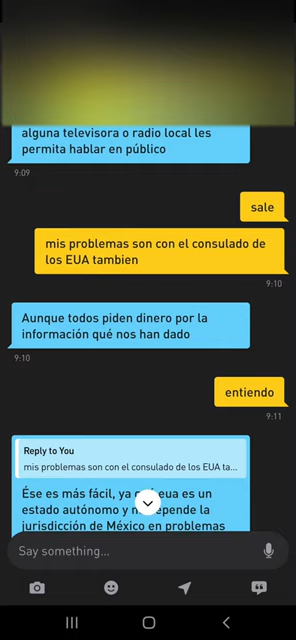 alguna televisora o radio local les
permita hablar en público
9:09
sale
mis problemas son con el consulado de
los EUA tambien
9:10
Aunque todos piden dinero por la
información qué nos han dado
9:10
entiendo
9:11
Reply to You
mis problemas son con el consulado de los EUA ta...
Ése es más fácil, ya eua es un
estado autónomo y depende la
jurisdicción de México en problemas
Say something...